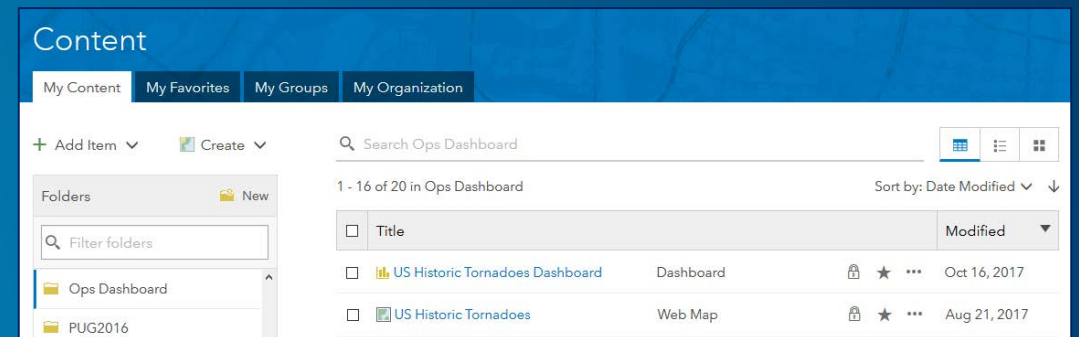 Content
My Content My Favorites My Groups My Organization
+ Add Item Create Search Ops Dashboard
1 - 16 of 20 in Ops Dashboard Sort by: Date Modified
Folders New
Title Modified
Filter folders
US Historic Tornadoes Dashboard Dashboard Oct 16, 2017
Ops Dashboard
US Historic Tornadoes Web Map Aug 21, 2017
PUG2016